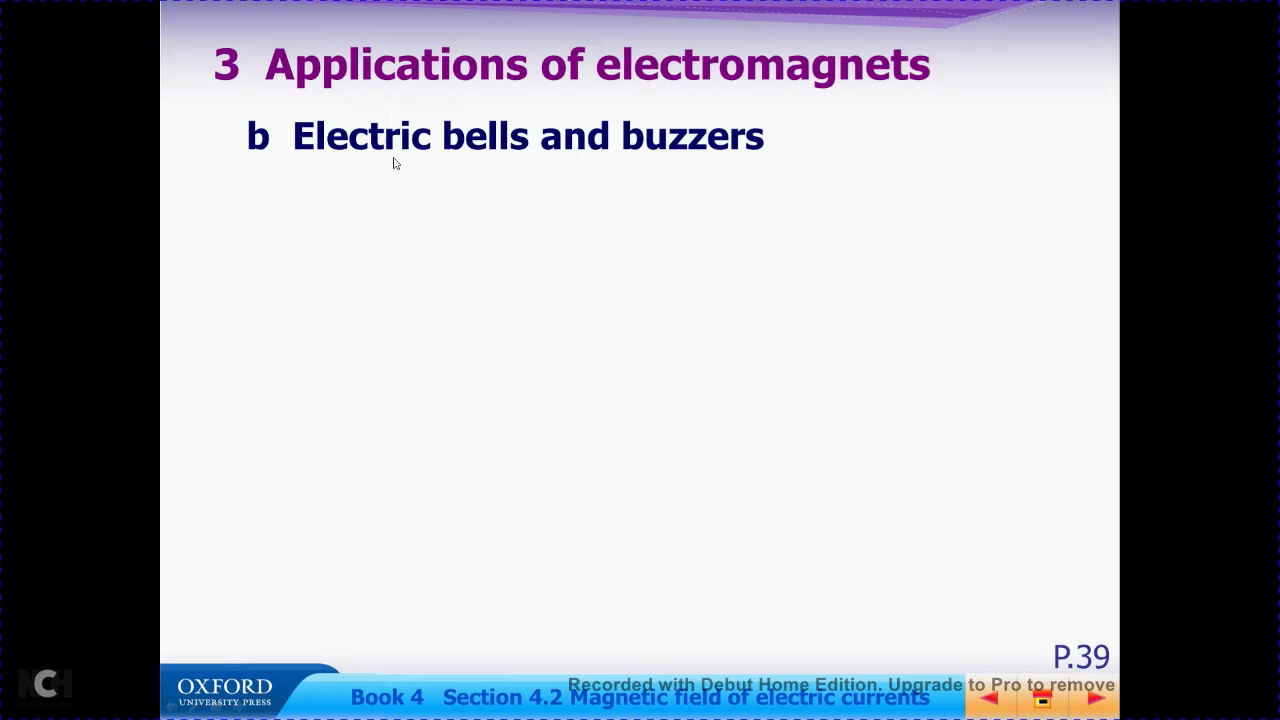 3 Applications of electromagnets
b Electric bells and buzzers
P.39
OXFORD
UNIVERSITY PRESS
Recorded with Debut Home Edition. Upgrade to Pro to remove
Book 4 Section 4.2 Magnetic field of electric currents
NCH